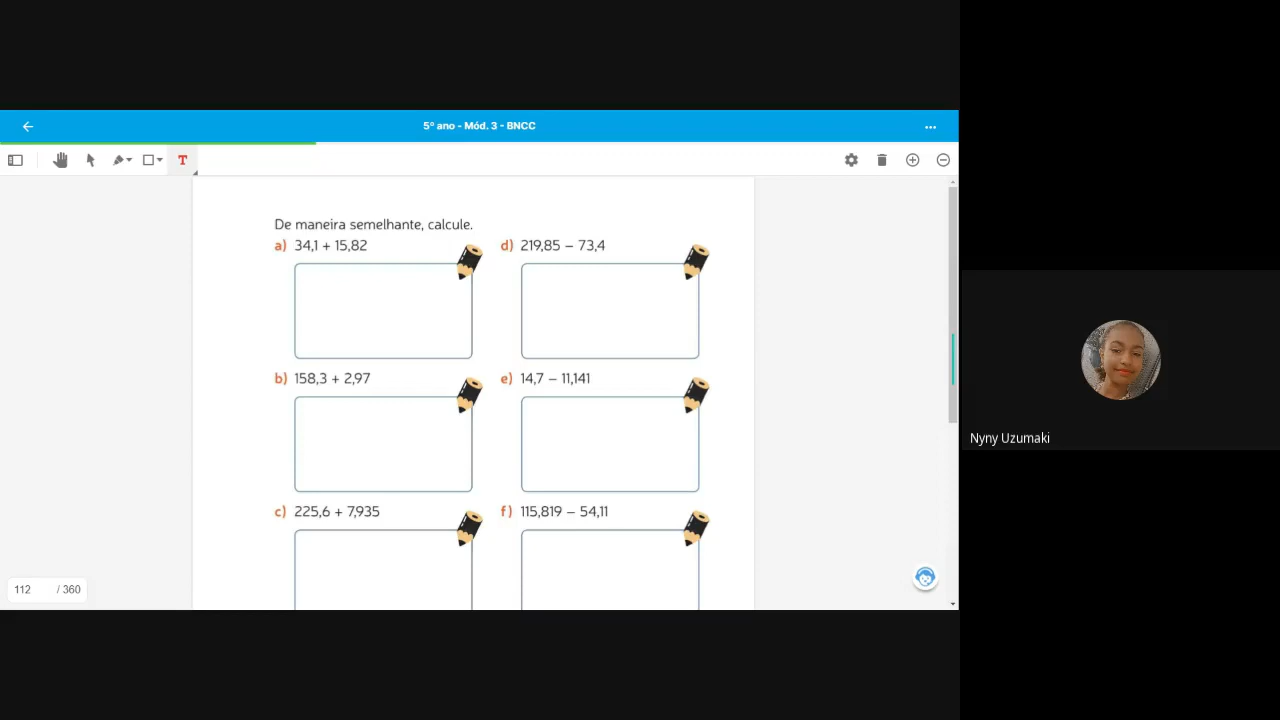 5º ano - Mód. 3 - BNCC
T
De maneira semelhante, calcule.
a) 34,1 + 15,82
d) 219,85 – 73,4
b) 158,3 + 2,97
e) 14,7 – 11,141
c) 225,6 + 7,935
f) 115,819 – 54,11
112 / 360
Nyny Uzumaki